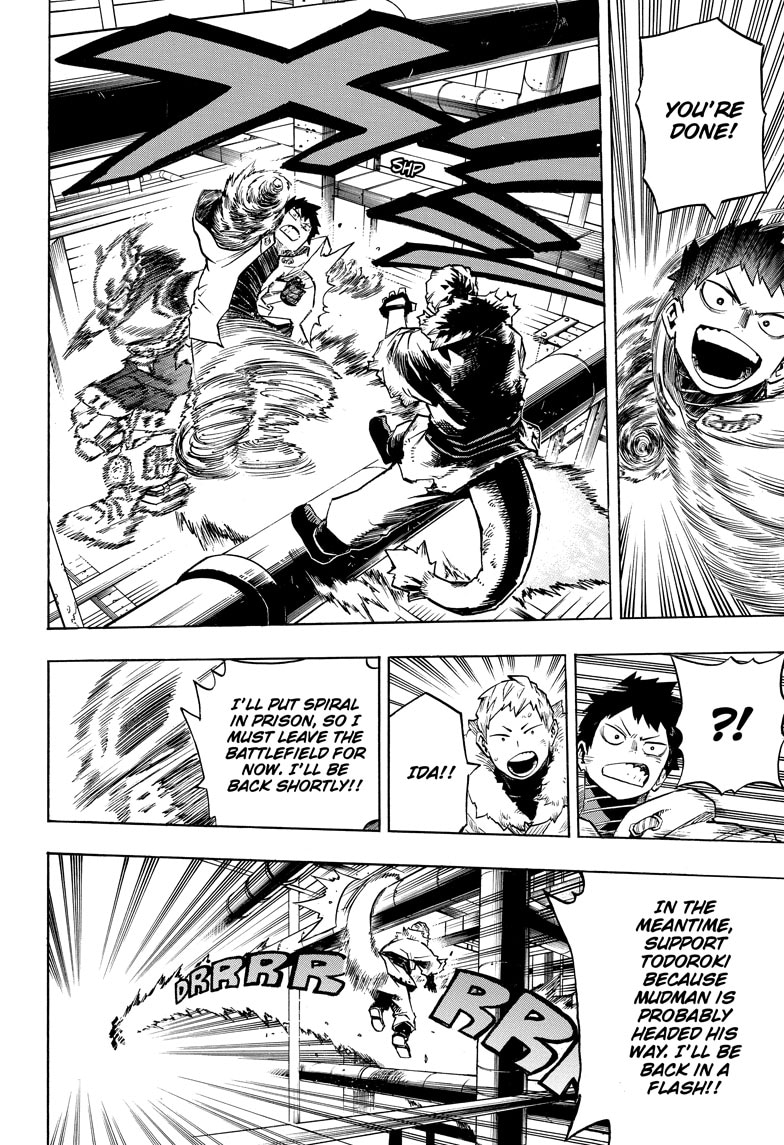 YOU'RE
DONE!
SHP
?!
IDA!!
I'LL PUT SPIRAL
IN PRISON, SO I
MUST LEAVE THE
BATTLEFIELD FOR
NOW. I'LL BE
BACK SHORTLY!!
IN THE
MEANTIME,
SUPPORT
TODOROKI
BECAUSE
MUDMAN IS
PROBABLY
HEADED HIS
WAY. I'LL BE
BACK IN A
FLASH!!
DRRRR
RRR